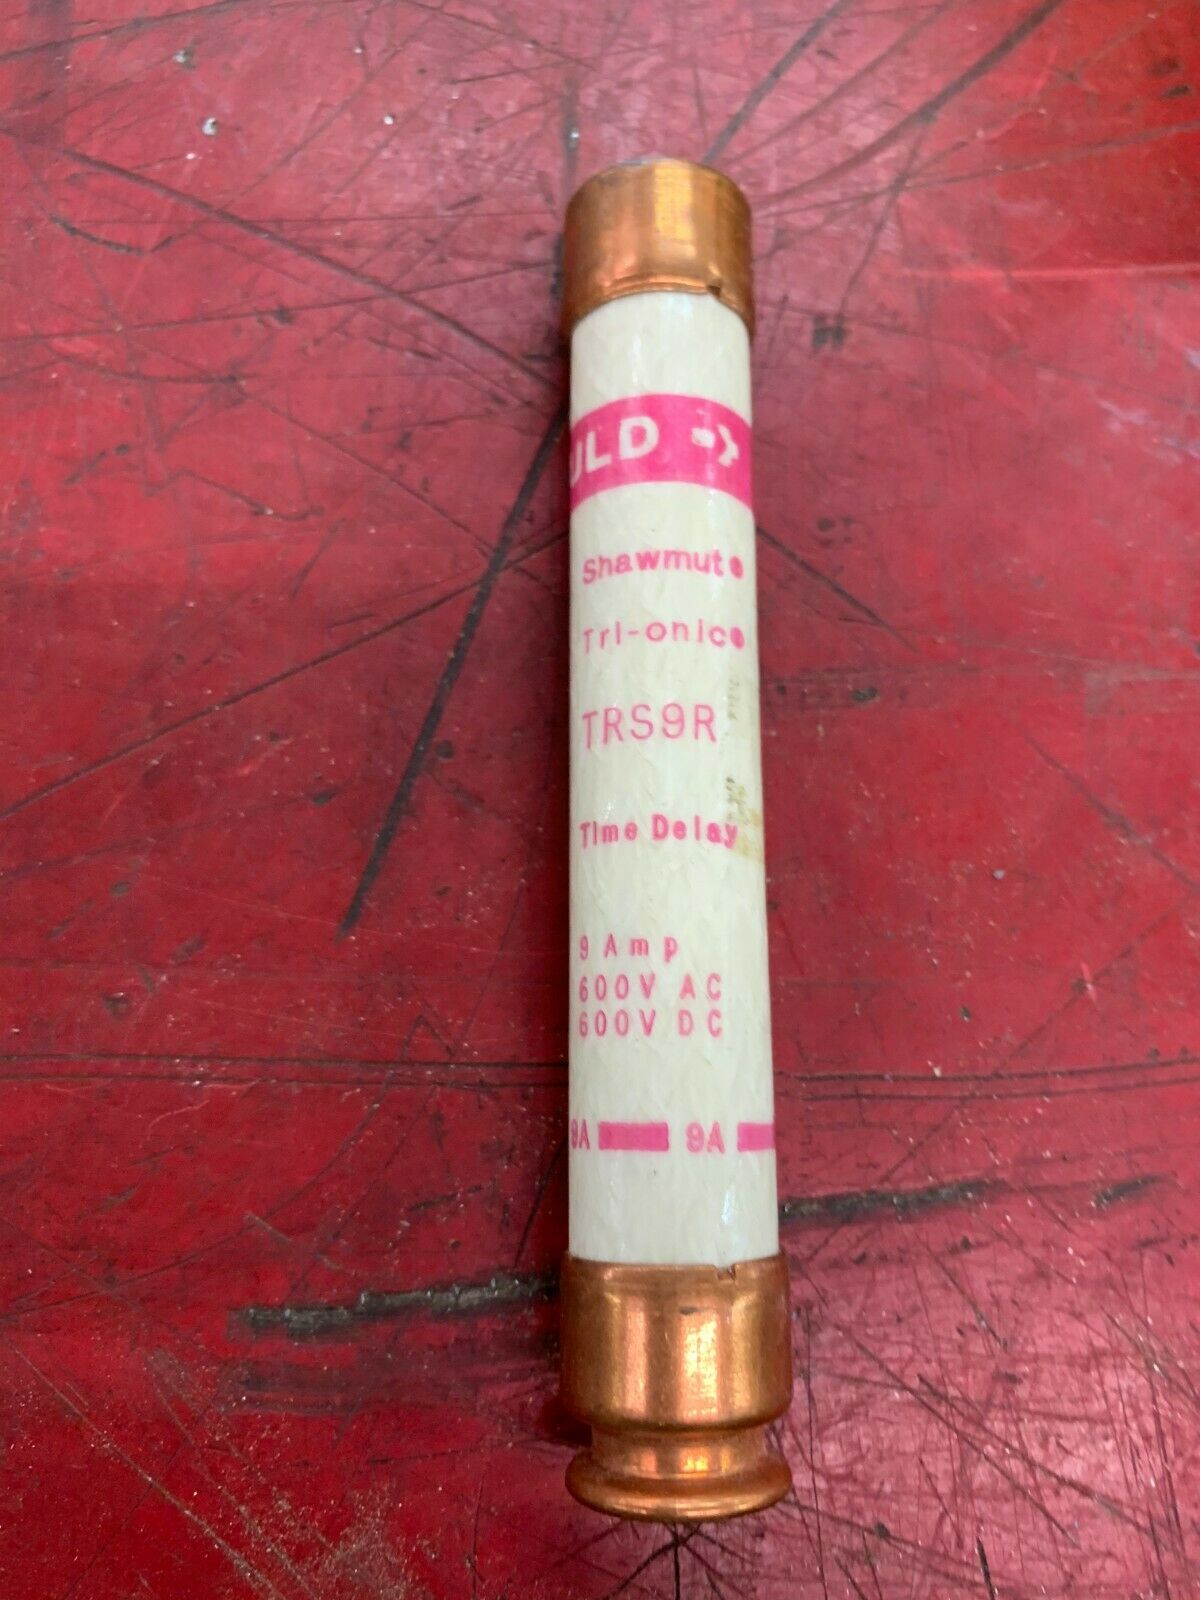 ULD
Shawmut®
Tri-onic®
TRS9R
Time Delay
9 Amp
600V AC
600V DC
9A 9A